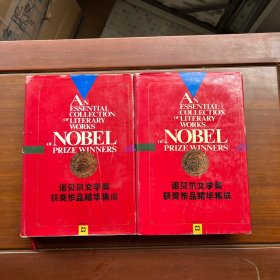 AN
ESSENTIAL
COLLECTION
OF LITERARY
WORKS
NOBEL
OF PRIZE WINNERS
诺贝尔文学奖
获奖作品精华集成
AN
ESSENTIAL
COLLECTION
OF LITERARY
WORKS
NOBEL
OF PRIZE WINNERS
诺贝尔文学奖
获奖作品精华集成